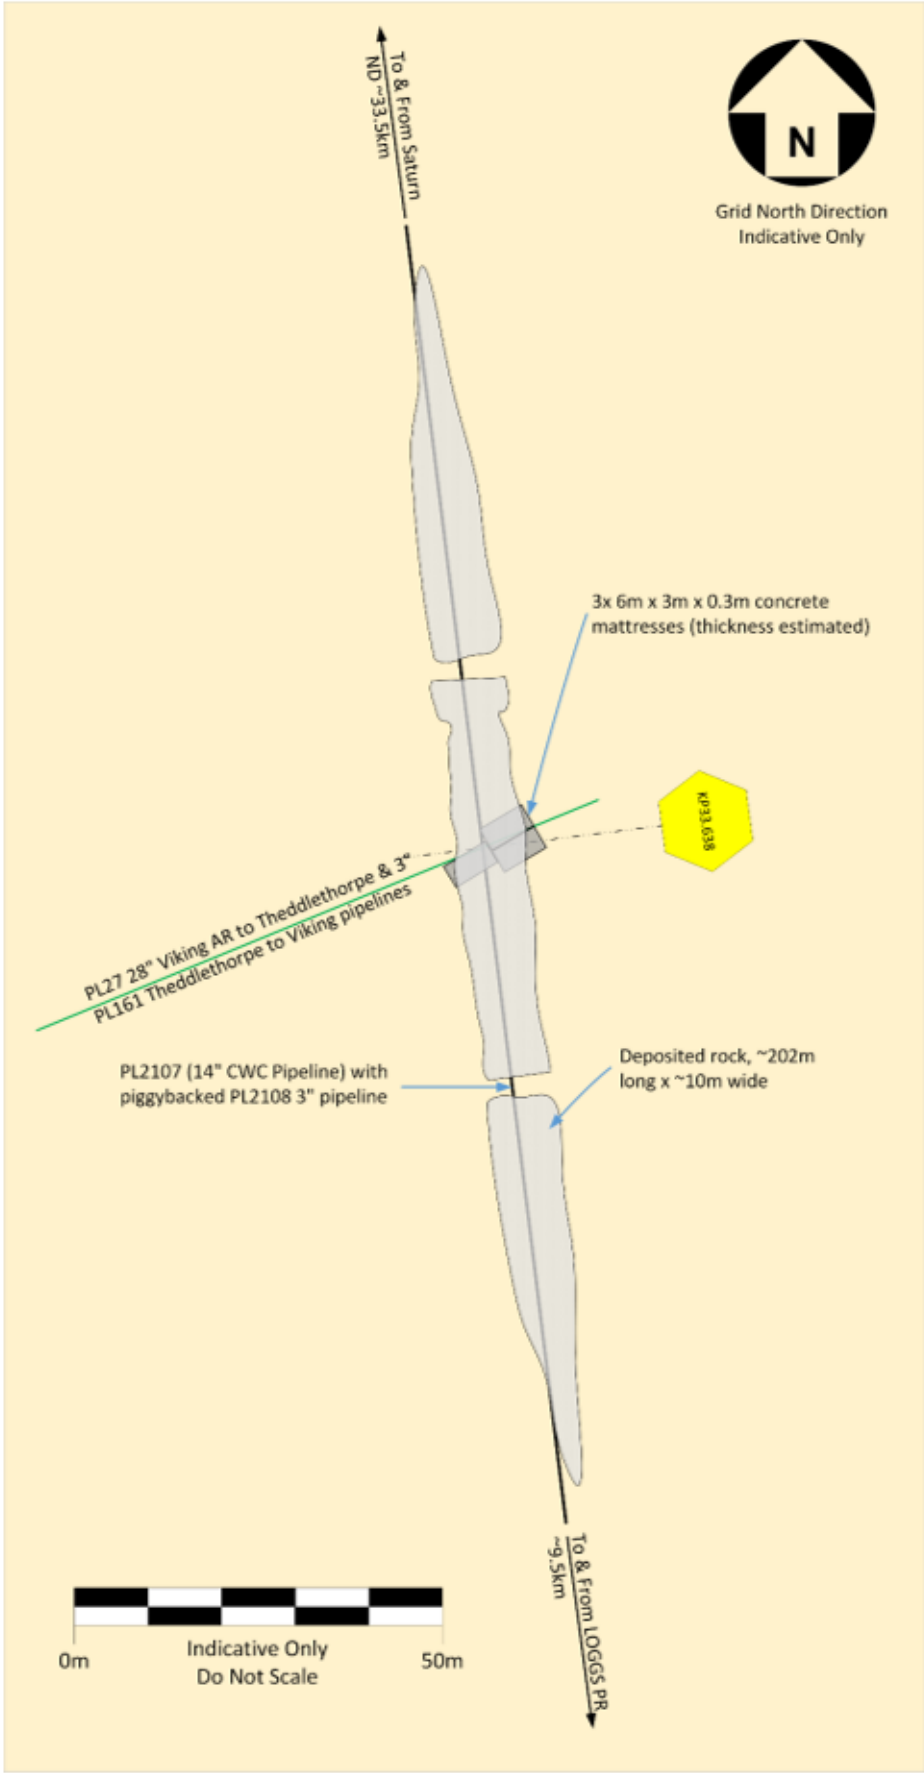 To & From Saturn
ND ~33.5km
N
Grid North Direction
Indicative Only
3x 6m x 3m x 0.3m concrete
mattresses (thickness estimated)
KP33.638
PL27 28" Viking AR to Theddlethorpe & 3"
PL161 Theddlethorpe to Viking pipelines
PL2107 (14" CWC Pipeline) with
piggybacked PL2108 3" pipeline
Deposited rock, ~202m
long x ~10m wide
To & From LOGGS PR
~9.5km
0m
Indicative Only
Do Not Scale
50m